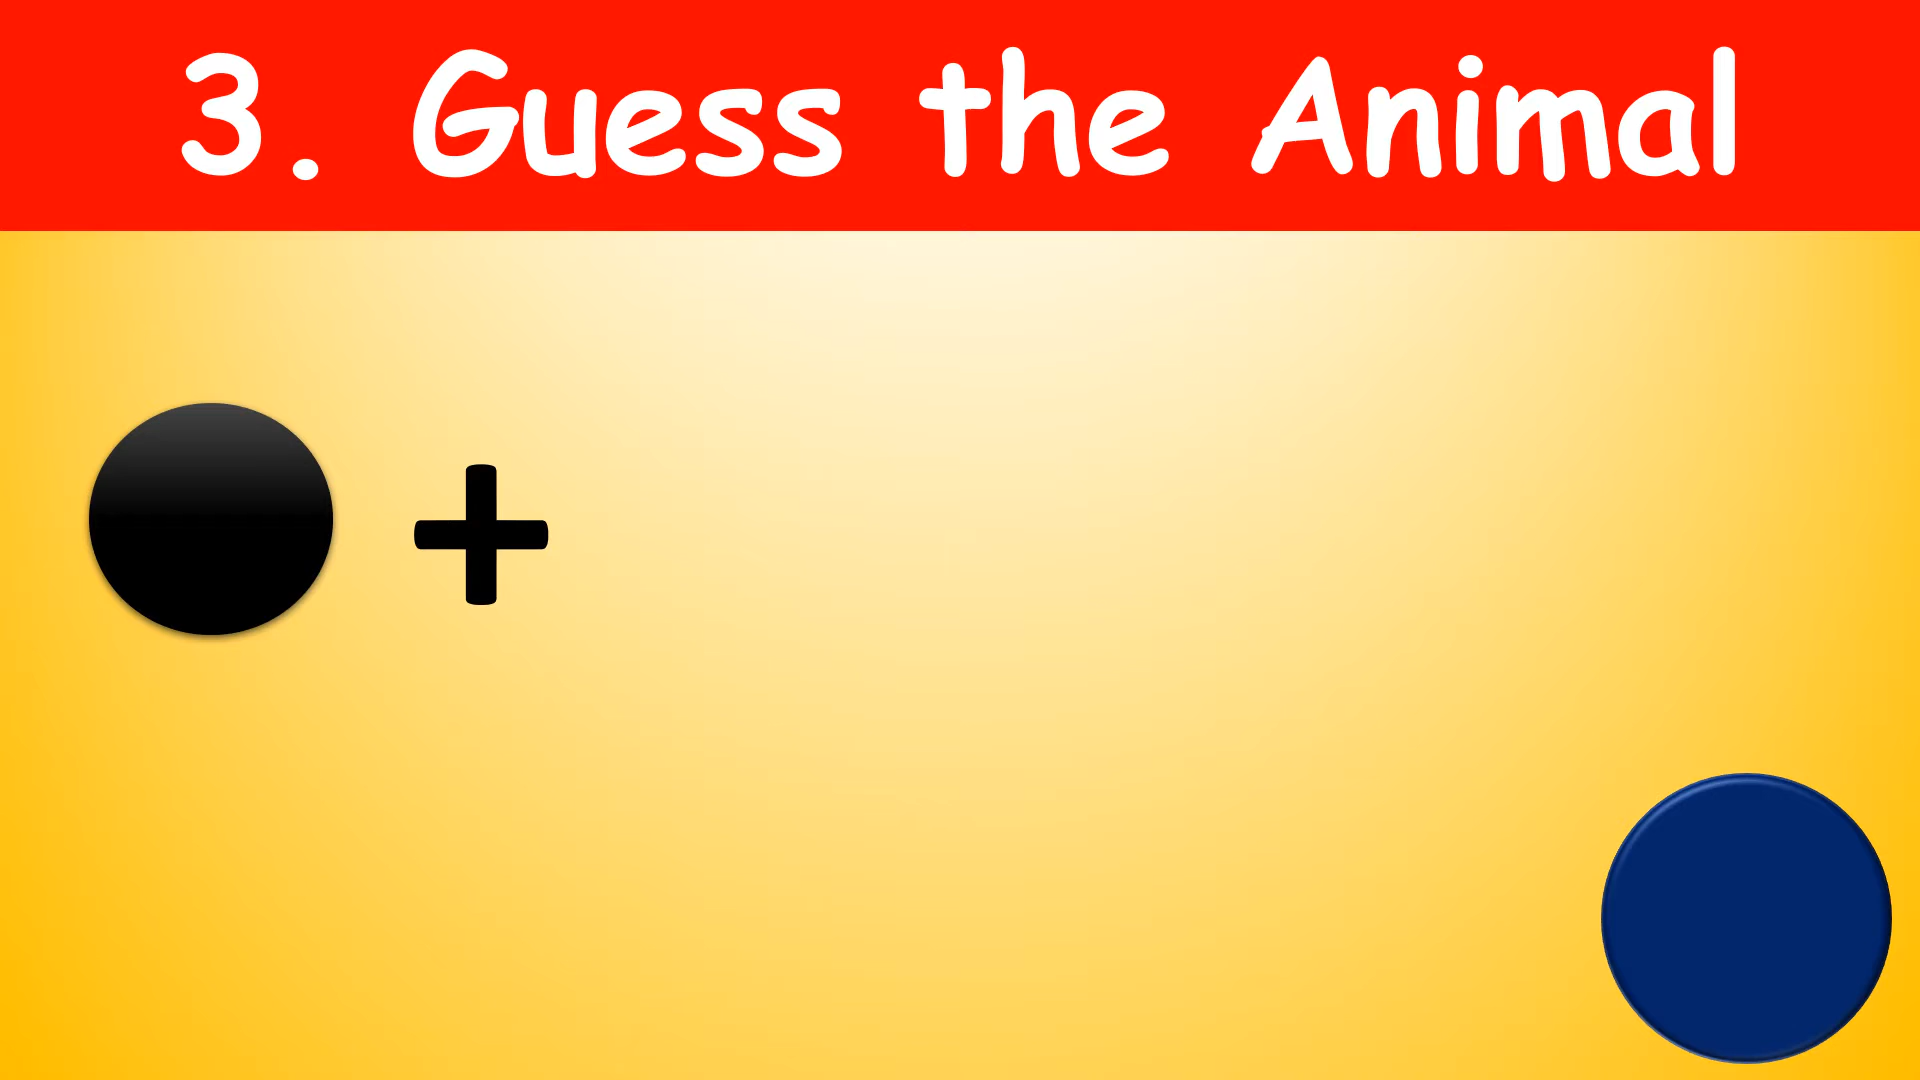 3. Guess the Animal
+